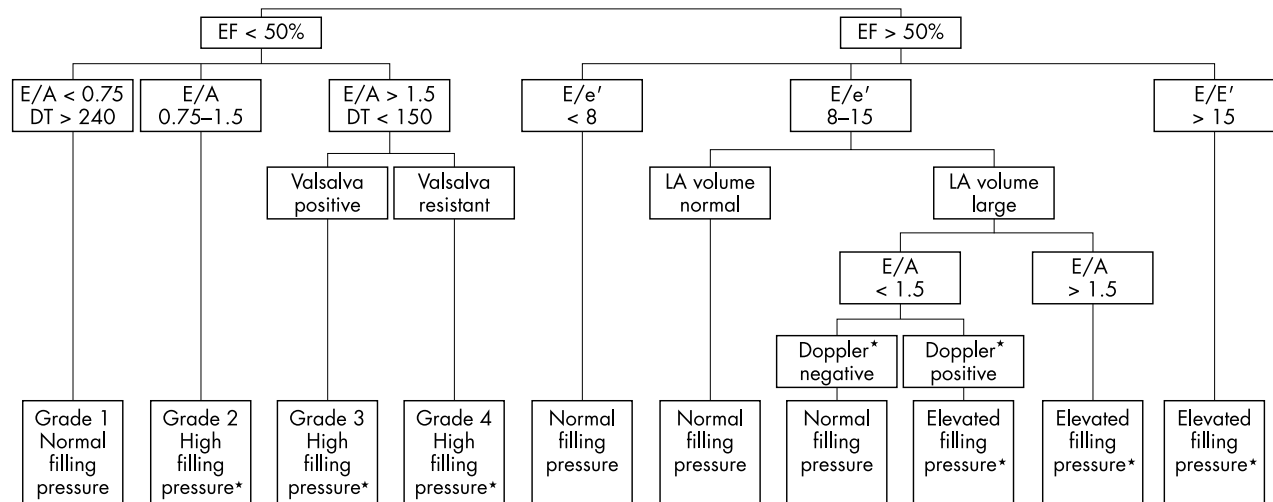 EF < 50%
EF > 50%
E/A < 0.75
DT > 240
E/A
0.75–1.5
E/A > 1.5
DT < 150
E/e′
< 8
E/e′
8–15
E/E′
> 15
Valsalva
positive
Valsalva
resistant
LA volume
normal
LA volume
large
E/A
< 1.5
E/A
> 1.5
Doppler★
negative
Doppler★
positive
Grade 1
Normal
filling
pressure
Grade 2
High
filling
pressure★
Grade 3
High
filling
pressure★
Grade 4
High
filling
pressure★
Normal
filling
pressure
Normal
filling
pressure
Normal
filling
pressure
Elevated
filling
pressure★
Elevated
filling
pressure★
Elevated
filling
pressure★